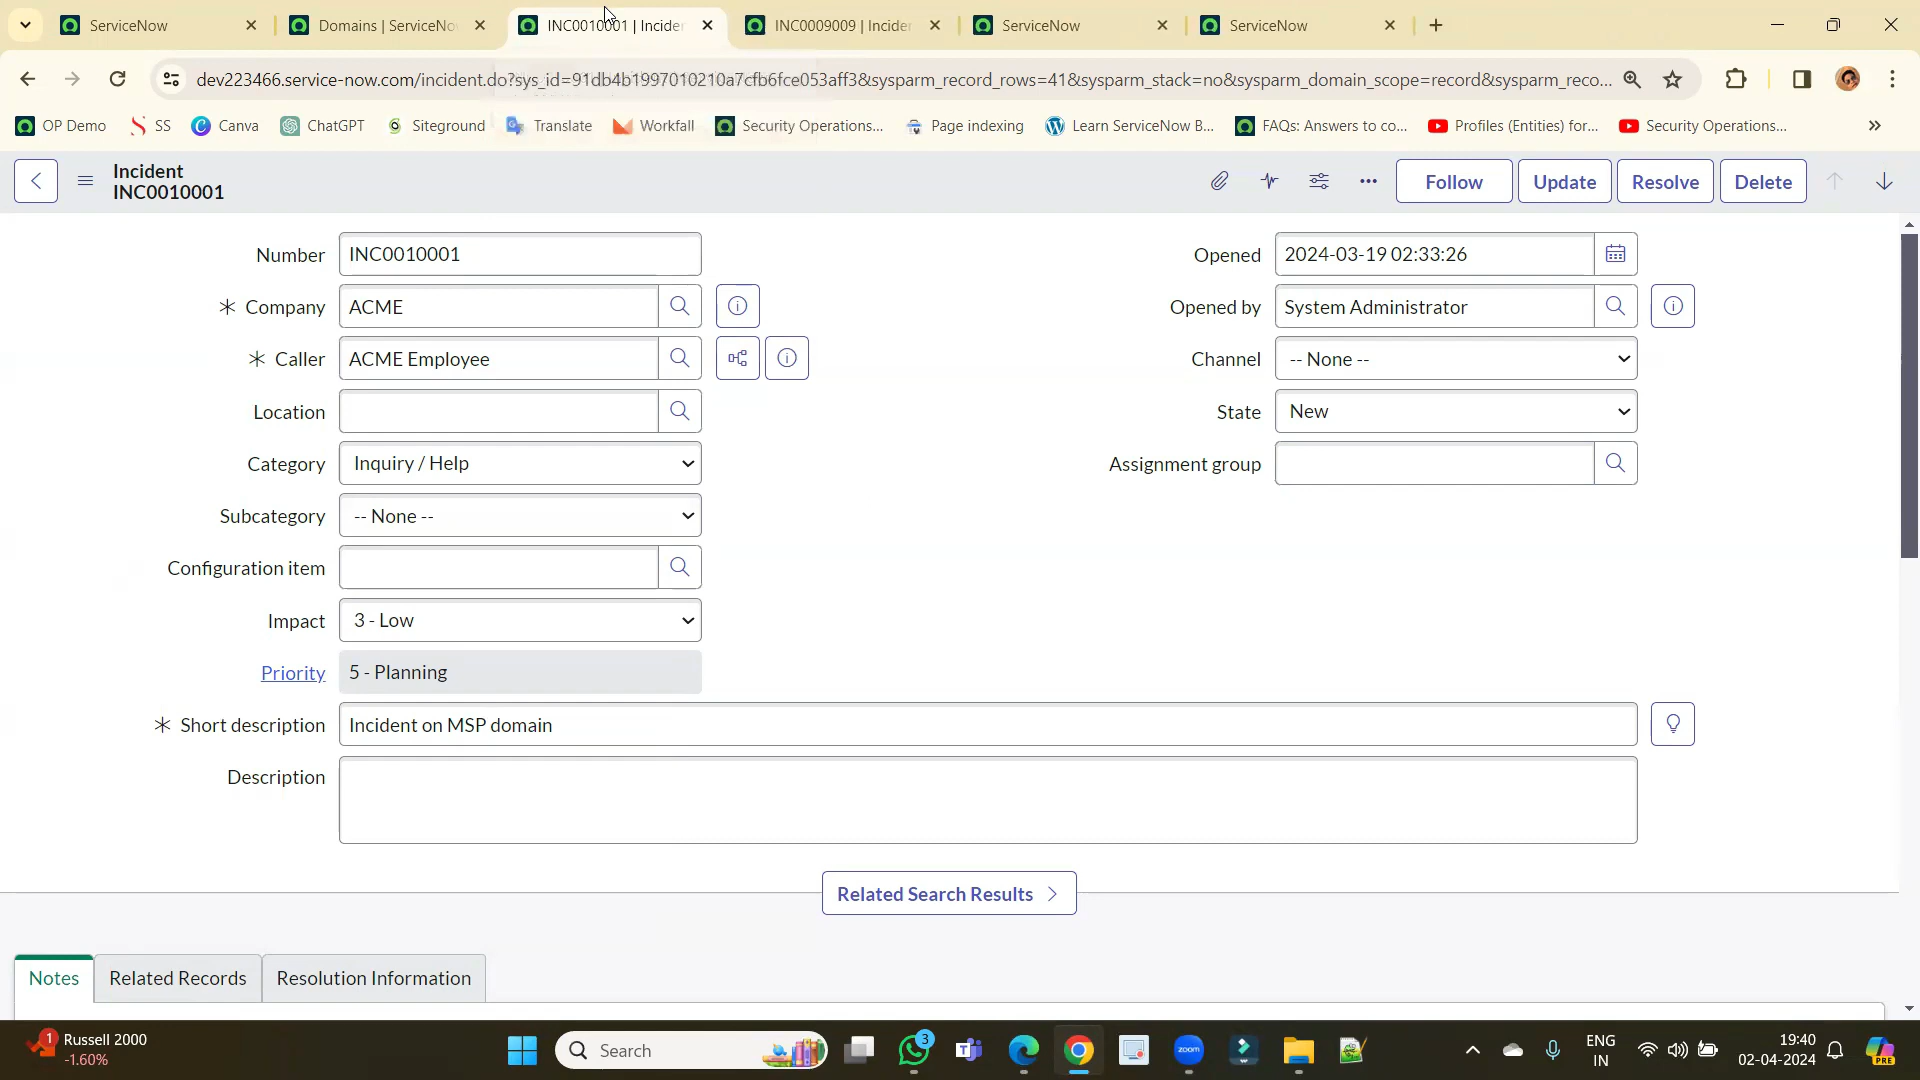 ServiceNow
Domains | ServiceNo
INC0010001 | Incide
INC0009009 | Incide
ServiceNow
ServiceNow
dev223466.service-now.com/incident.do?sys_id=91db4b1997010210a7cfb6fce053aff3&sysparm_record_rows=41&sysparm_stack=no&sysparm_domain_scope=record&sysparm_reco...
OP Demo
SS
Canva
ChatGPT
Siteground
Translate
Workfall
Security Operations...
Page indexing
Learn ServiceNow B...
FAQs: Answers to co...
Profiles (Entities) for...
Security Operations...
Incident
INC0010001
Follow
Update
Resolve
Delete
Number INC0010001
Company ACME
Caller ACME Employee
Location
Category Inquiry / Help
Subcategory -- None --
Configuration item
Impact 3 - Low
Priority 5 - Planning
Opened 2024-03-19 02:33:26
Opened by System Administrator
Channel -- None --
State New
Assignment group
Short description Incident on MSP domain
Description
Related Search Results
Notes
Related Records
Resolution Information
1
Russell 2000
-1.60%
Search
3
zoom
ENG
IN
19:40
02-04-2024
PRE